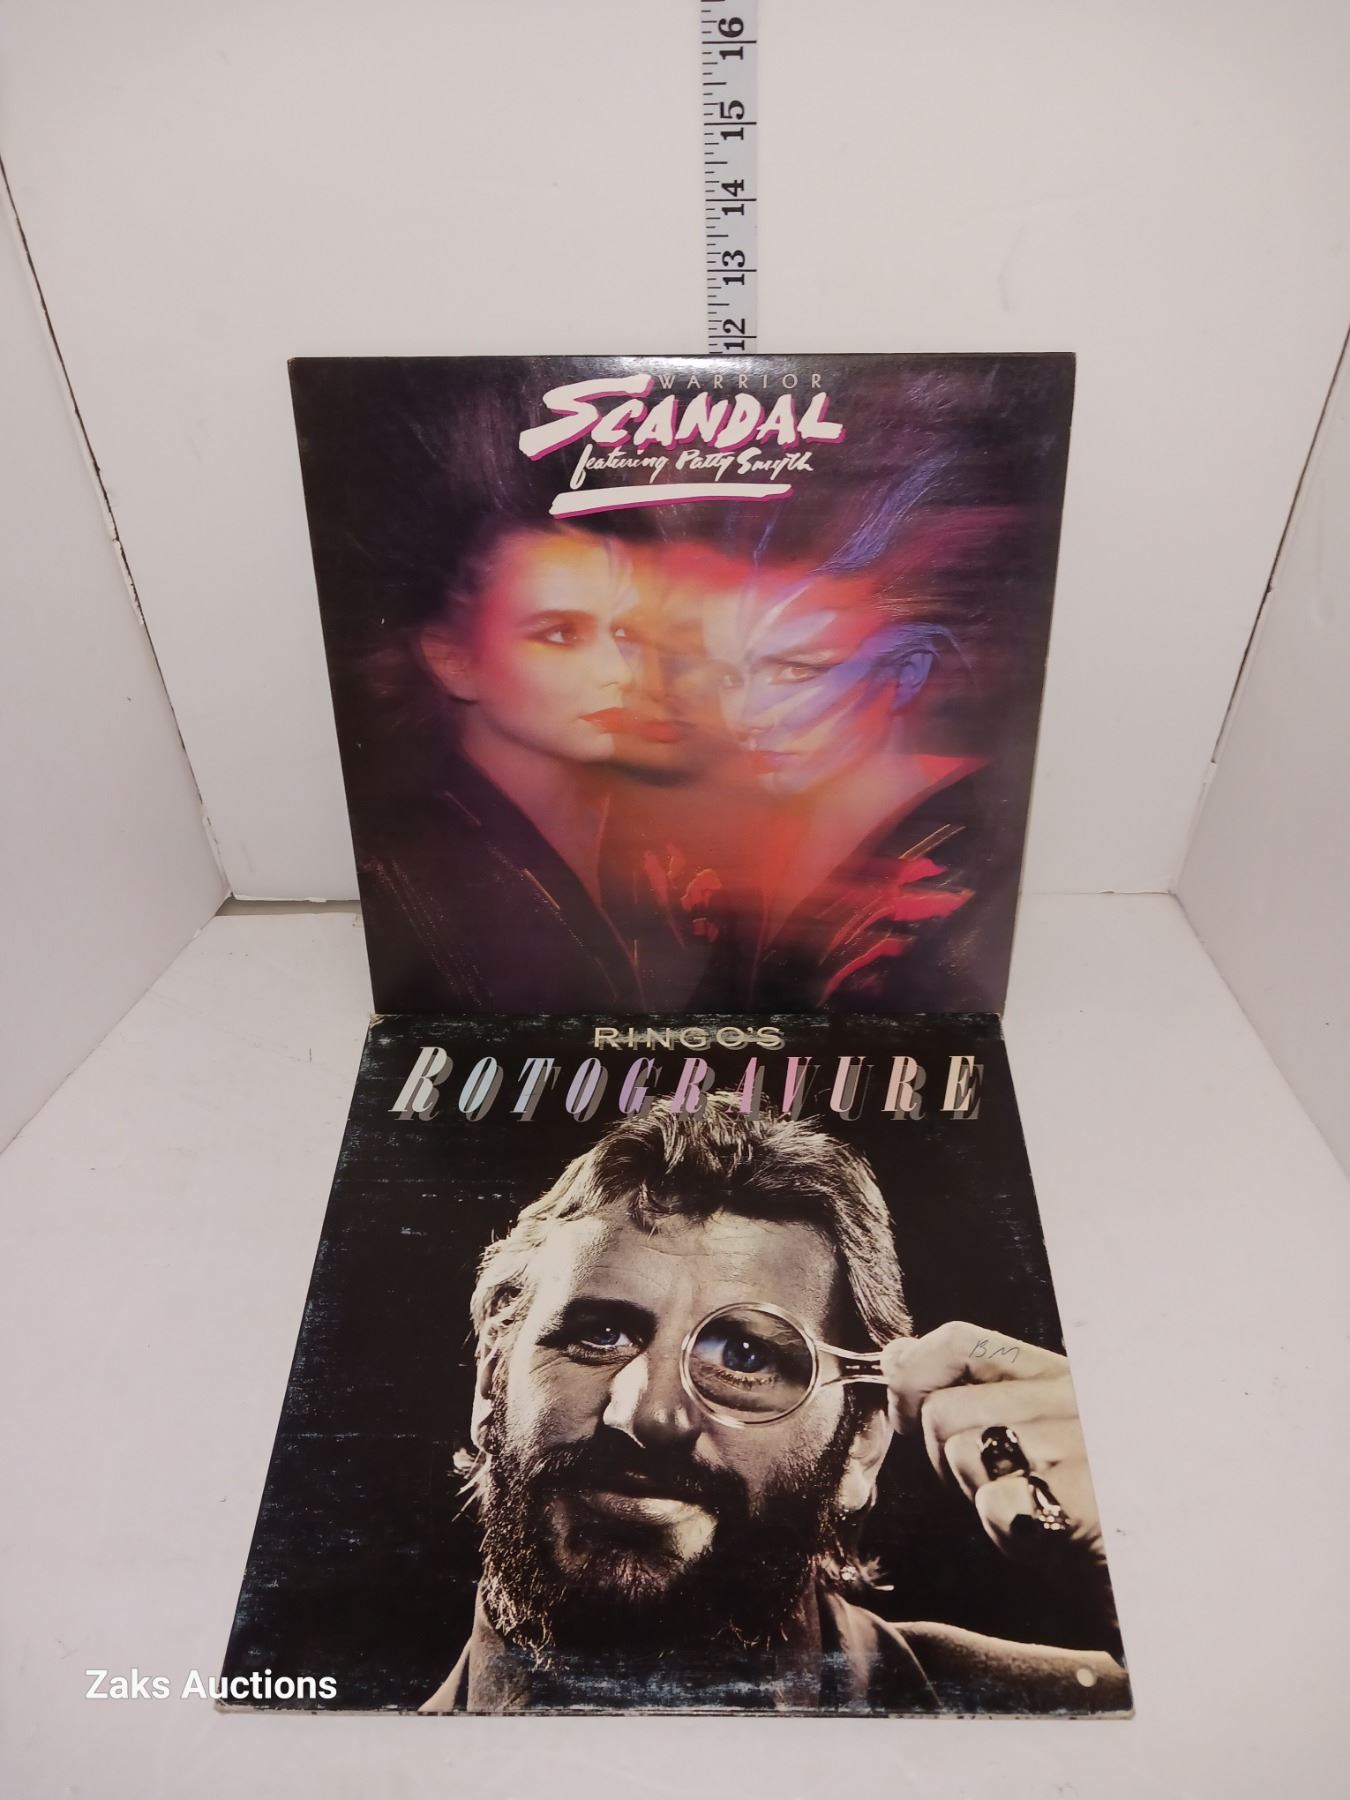 16
15
14
13
12
WARRIOR
SCANDAL
featuring Patty Smyth
RINGO'S
ROTOGRAVURE
BM
Zaks Auctions